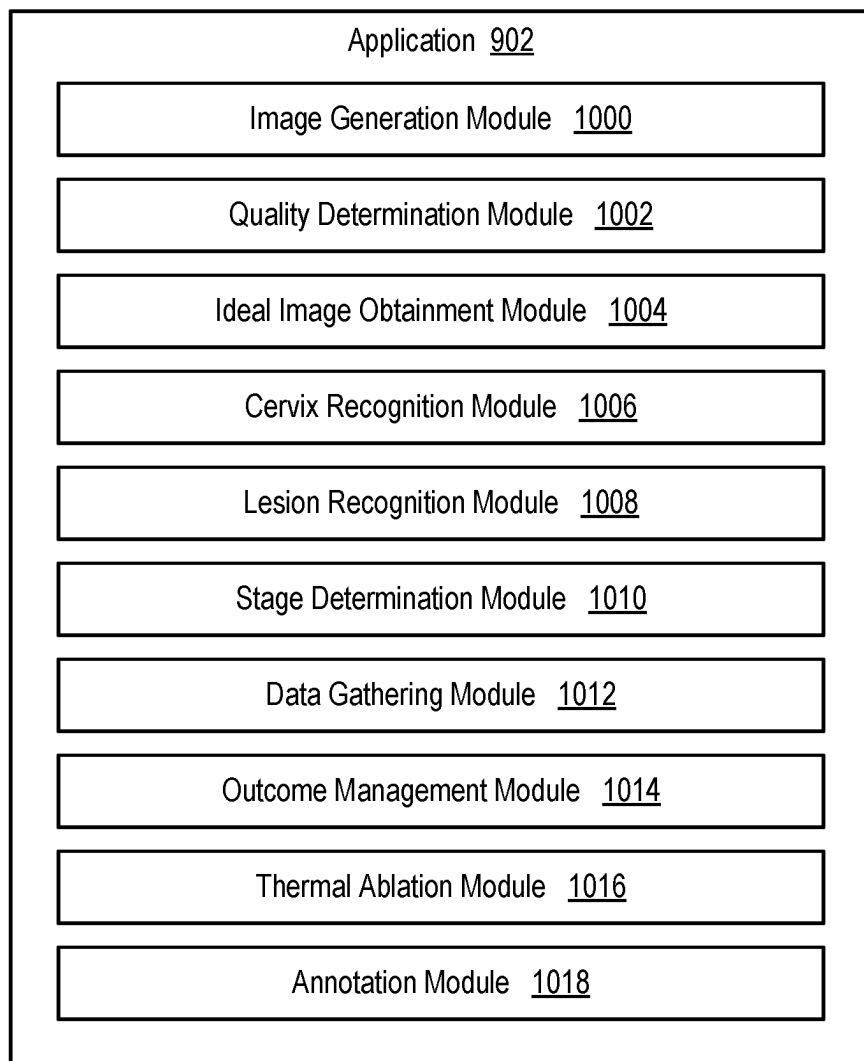 Application 902
Image Generation Module 1000
Quality Determination Module 1002
Ideal Image Obtainment Module 1004
Cervix Recognition Module 1006
Lesion Recognition Module 1008
Stage Determination Module 1010
Data Gathering Module 1012
Outcome Management Module 1014
Thermal Ablation Module 1016
Annotation Module 1018